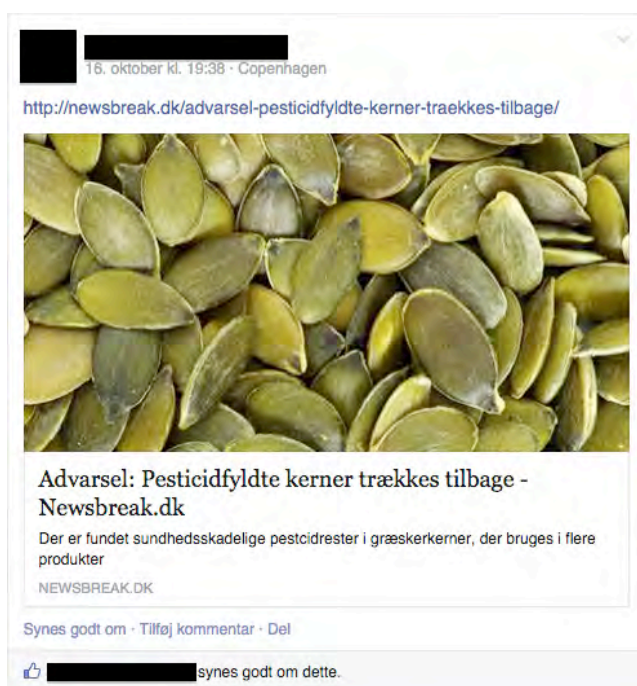 16. oktober kl. 19:38 · Copenhagen
http://newsbreak.dk/advarsel-pesticidfyldte-kerner-traekkes-tilbage/
Advarsel: Pesticidfyldte kerner trækkes tilbage -
Newsbreak.dk
Der er fundet sundhedsskadelige pestcidrester i græskerkerner, der bruges i flere
produkter
NEWSBREAK.DK
Synes godt om · Tilføj kommentar · Del
synes godt om dette.